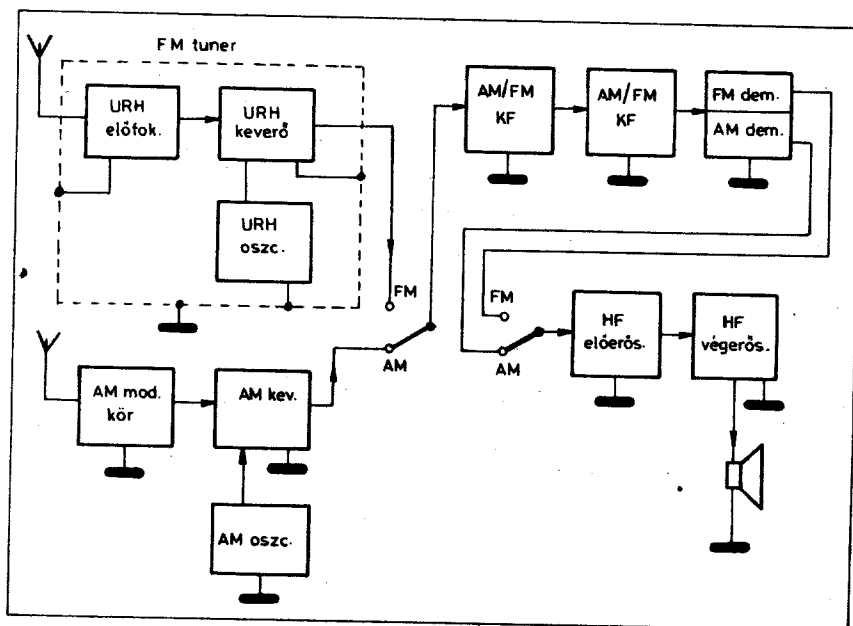 FM tuner
URH
előfok.
URH
keverő
URH
oszc.
FM
AM
AM mod.
kör
AM kev.
AM oszc.
AM/FM
KF
AM/FM
KF
FM dem.
AM dem.
FM
AM
HF
előerős.
HF
végerős.